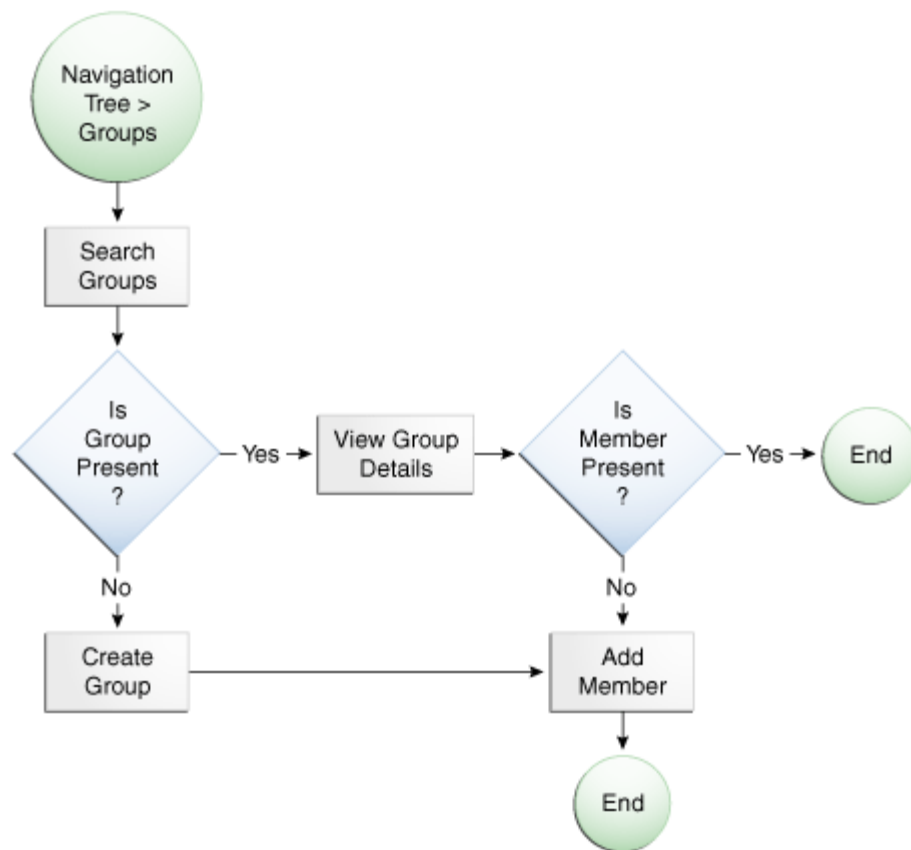 Navigation
Tree >
Groups
Search
Groups
Is
Group
Present
?
Yes
View Group
Details
Is
Member
Present
?
Yes
End
No
No
Create
Group
Add
Member
End